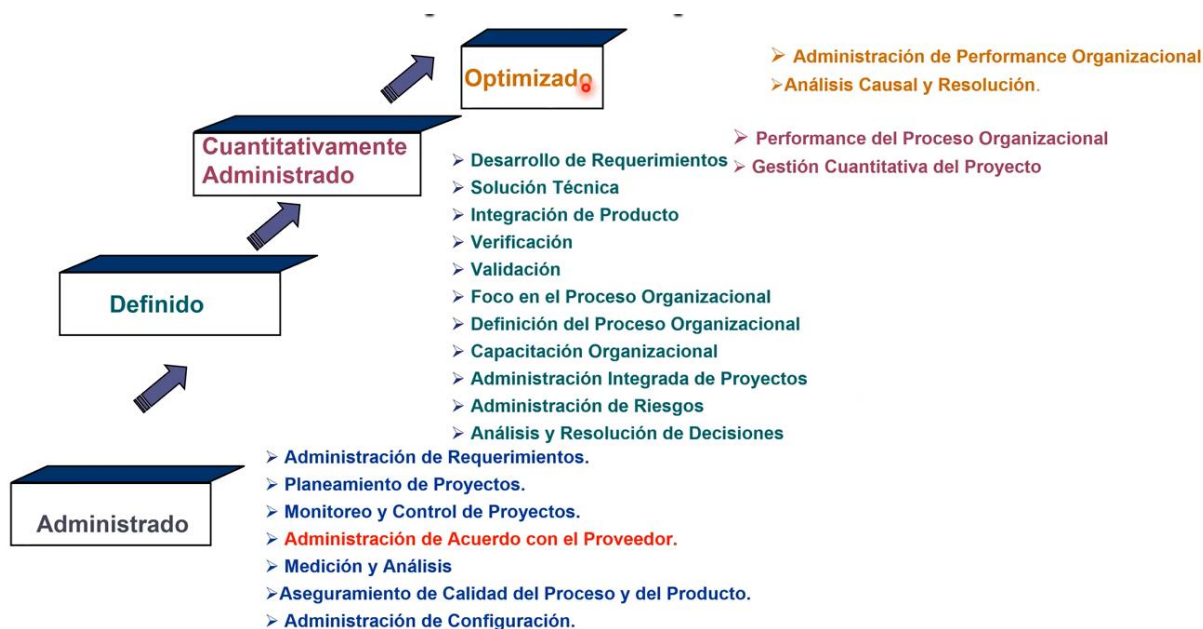 Optimizado
➢ Administración de Performance Organizacional
➢Análisis Causal y Resolución.
Cuantitativamente
Administrado
➢ Performance del Proceso Organizacional
➢ Gestión Cuantitativa del Proyecto
➢ Desarrollo de Requerimientos
➢ Solución Técnica
➢ Integración de Producto
➢ Verificación
➢ Validación
➢ Foco en el Proceso Organizacional
➢ Definición del Proceso Organizacional
➢ Capacitación Organizacional
➢ Administración Integrada de Proyectos
➢ Administración de Riesgos
➢ Análisis y Resolución de Decisiones
Definido
➢ Administración de Requerimientos.
➢ Planeamiento de Proyectos.
➢ Monitoreo y Control de Proyectos.
➢ Administración de Acuerdo con el Proveedor.
➢ Medición y Análisis
➢Aseguramiento de Calidad del Proceso y del Producto.
➢ Administración de Configuración.
Administrado